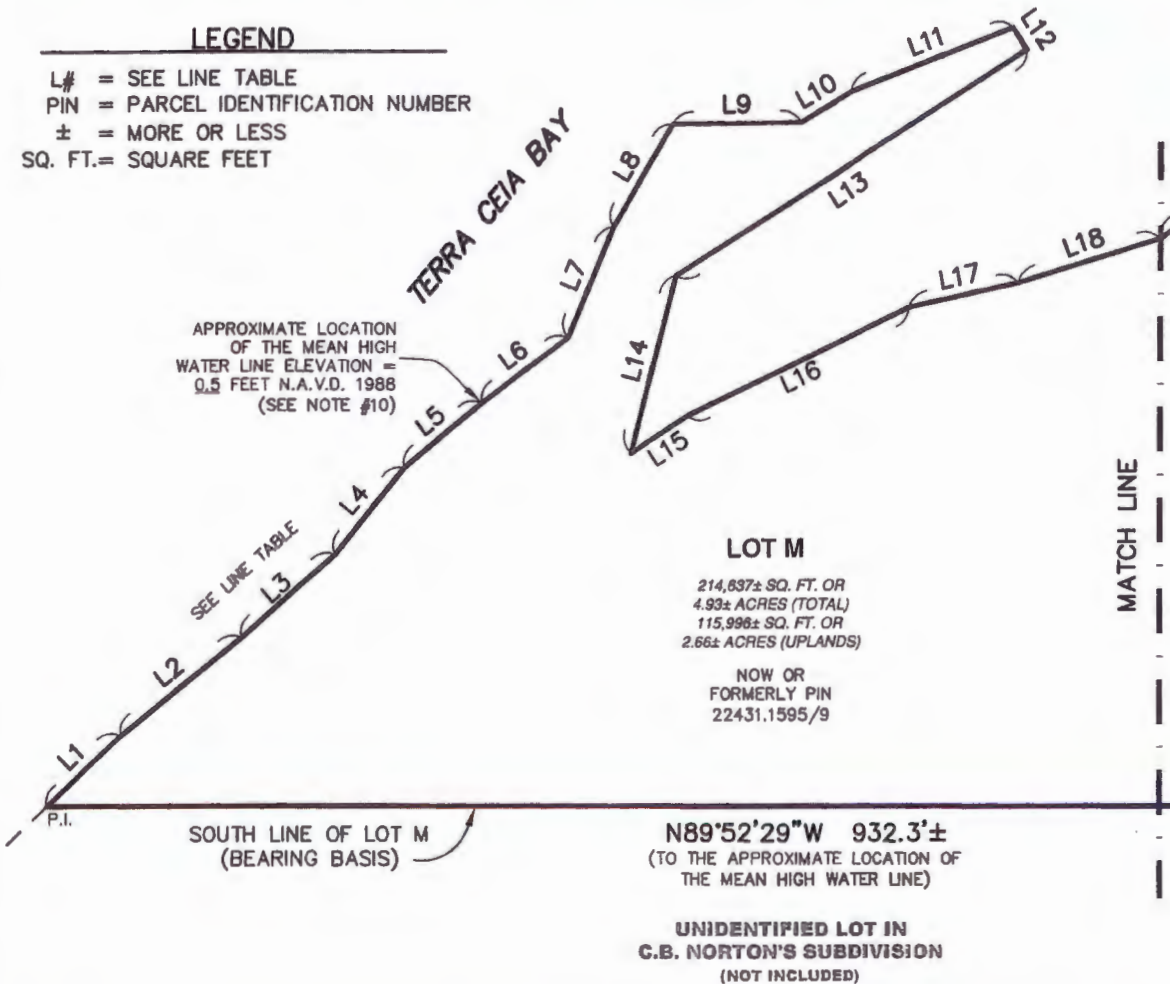 LEGEND
L# = SEE LINE TABLE
PIN = PARCEL IDENTIFICATION NUMBER
± = MORE OR LESS
SQ. FT.= SQUARE FEET
TERRA CEIA BAY
APPROXIMATE LOCATION
OF THE MEAN HIGH
WATER LINE ELEVATION =
0.5 FEET N.A.V.D. 1988
(SEE NOTE #10)
SEE LINE TABLE
L1
L2
L3
L4
L5
L6
L7
L8
L9
L10
L11
L12
L13
L14
L15
L16
L17
L18
MATCH LINE
LOT M
214,637± SQ. FT. OR
4.93± ACRES (TOTAL)
115,996± SQ. FT. OR
2.66± ACRES (UPLANDS)
NOW OR
FORMERLY PIN
22431.1595/9
P.I.
SOUTH LINE OF LOT M
(BEARING BASIS)
N89°52'29"W 932.3'±
(TO THE APPROXIMATE LOCATION OF
THE MEAN HIGH WATER LINE)
UNIDENTIFIED LOT IN
C.B. NORTON'S SUBDIVISION
(NOT INCLUDED)